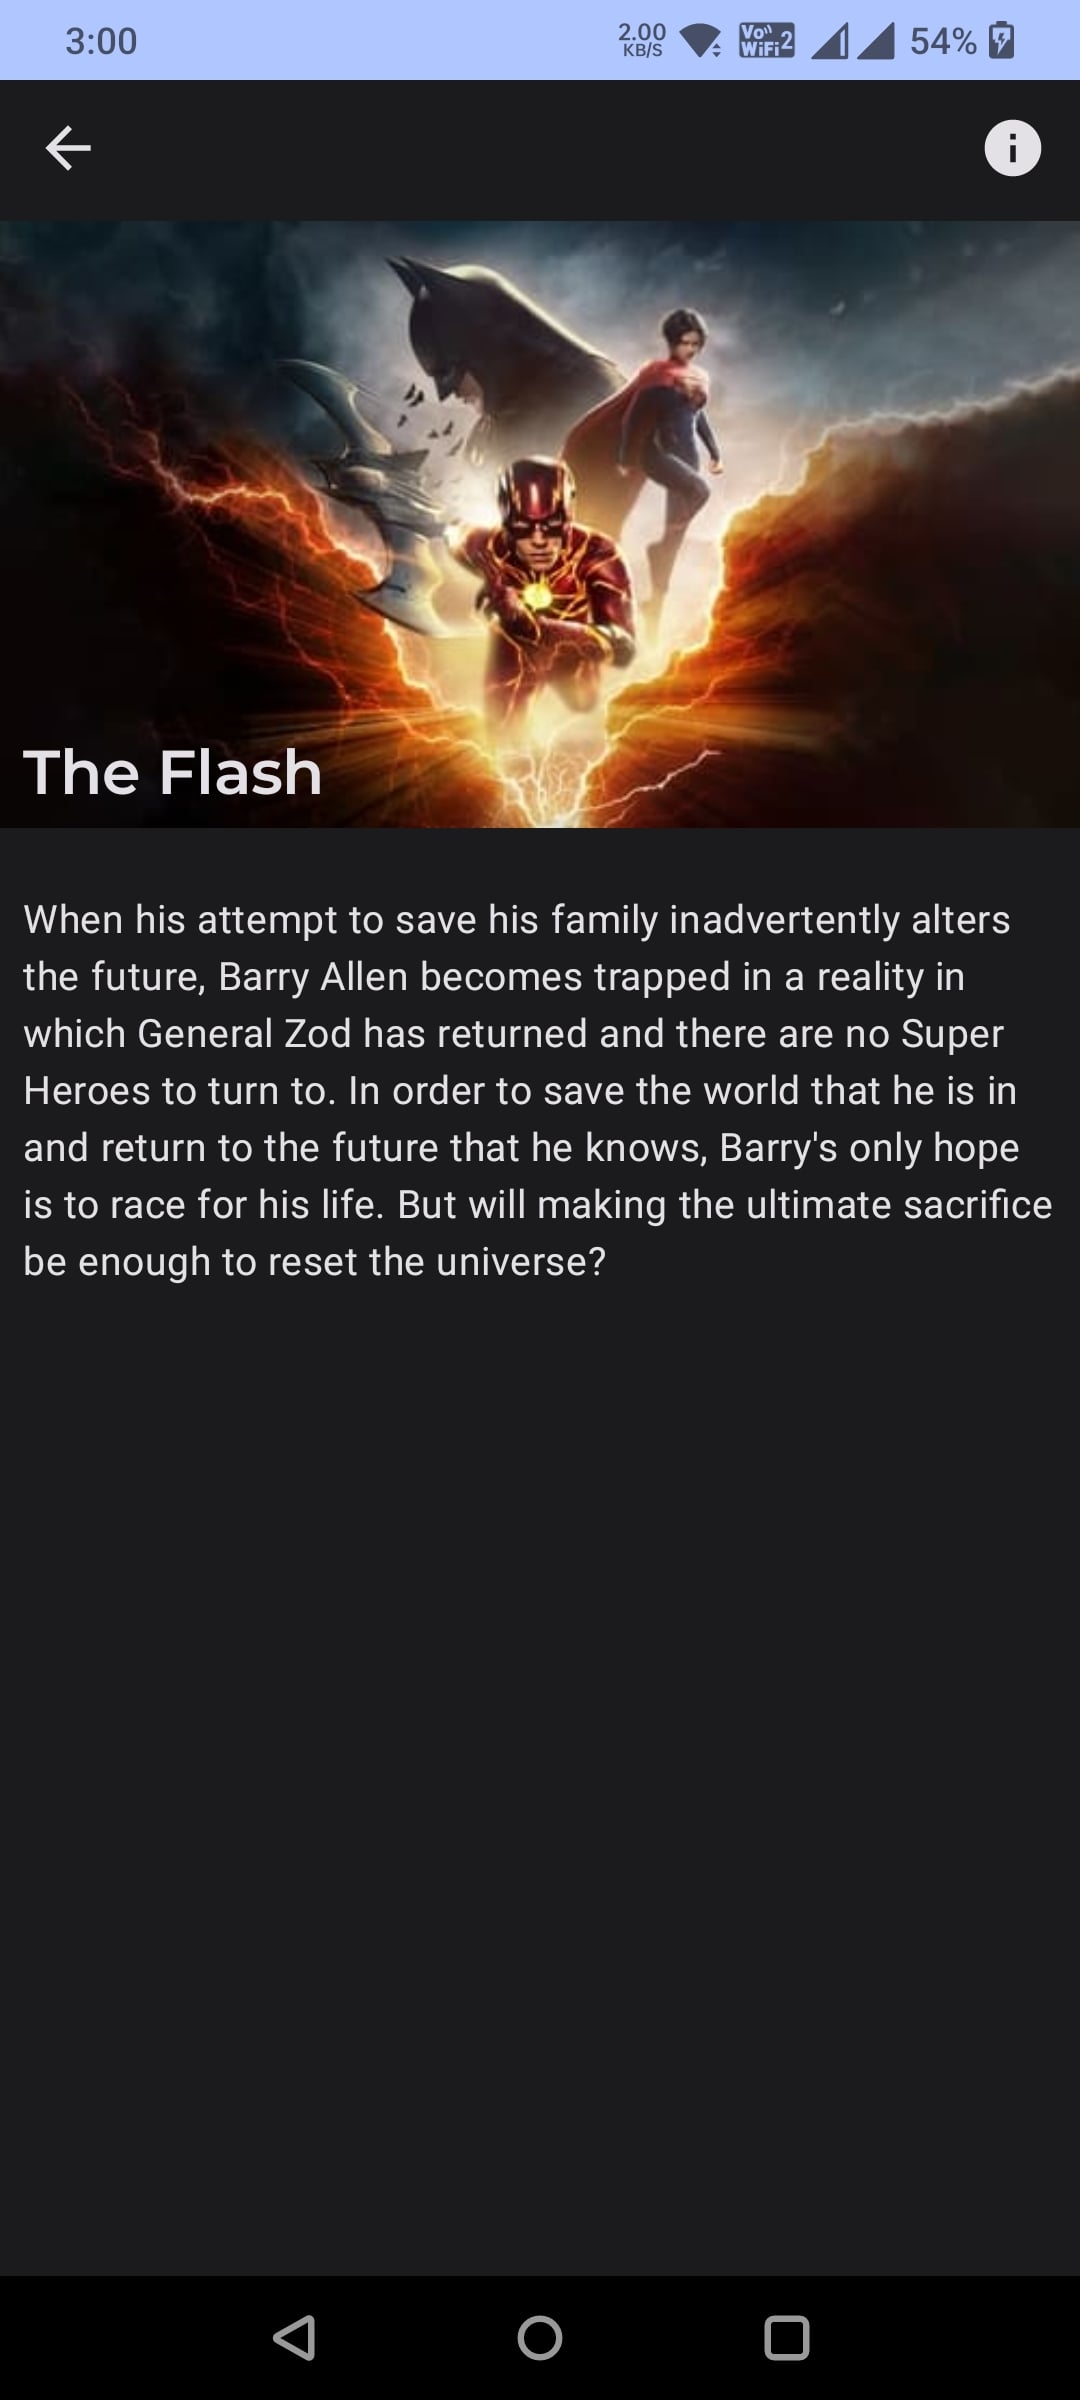 3:00
2.00
KB/S
Vo
WiFi 2
54%
The Flash
When his attempt to save his family inadvertently alters
the future, Barry Allen becomes trapped in a reality in
which General Zod has returned and there are no Super
Heroes to turn to. In order to save the world that he is in
and return to the future that he knows, Barry's only hope
is to race for his life. But will making the ultimate sacrifice
be enough to reset the universe?